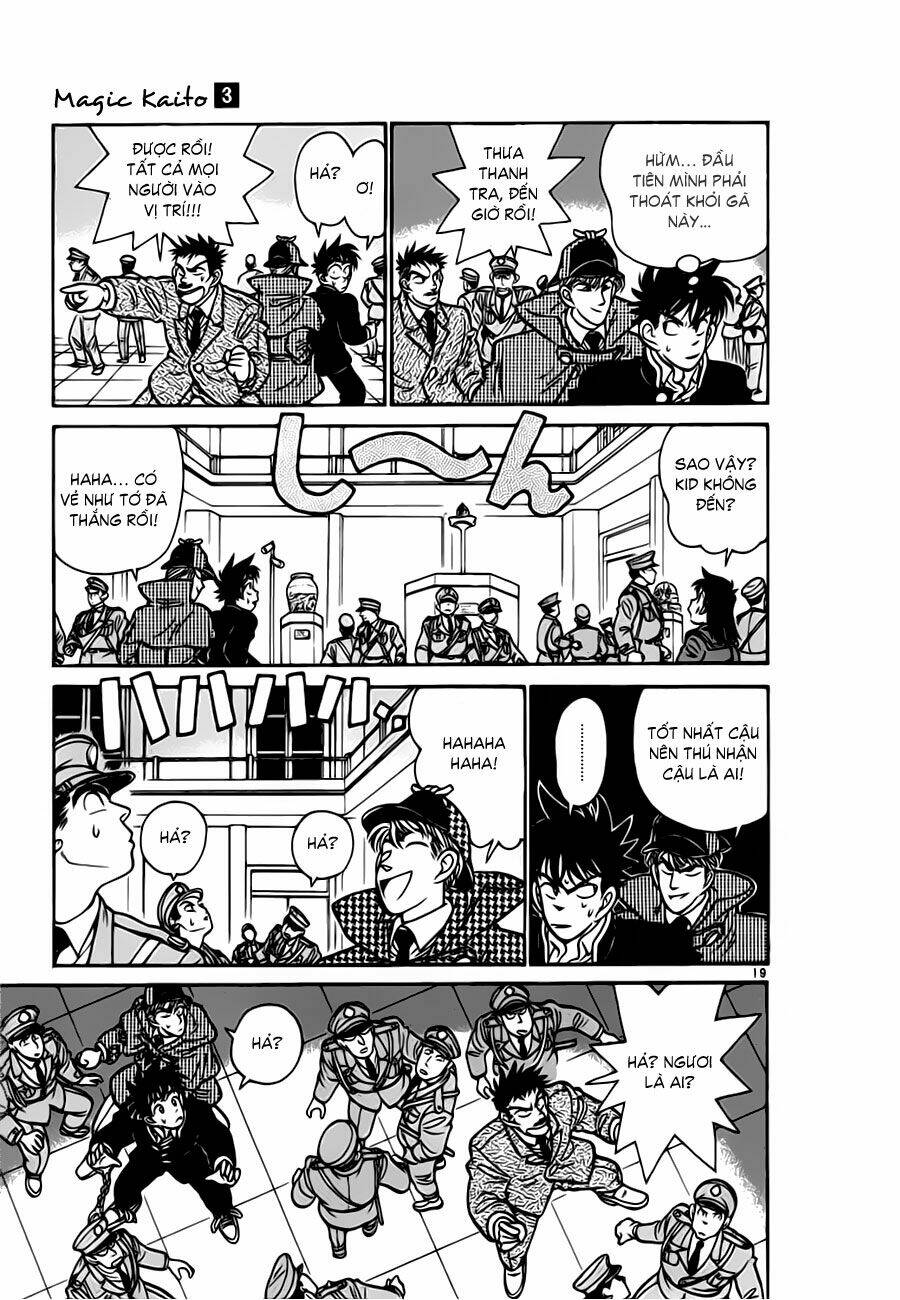 Magic Kaito 3
HỪM... ĐẦU
TIÊN MÌNH PHẢI
THOÁT KHỎI GÃ
NÀY...
THƯA
THANH
TRA, ĐẾN
GIỜ RỒI!
Ơ!
HẢ?
ĐƯỢC RỒI!
TẤT CẢ MỌI
NGƯỜI VÀO
VỊ TRÍ!!!
し〜ん
SAO VẬY?
KID KHÔNG
ĐẾN?
HAHA... CÓ
VẺ NHƯ TỚ ĐÃ
THẮNG RỒI!
TỐT NHẤT CẬU
NÊN THÚ NHẬN
CẬU LÀ AI!
.........
HAHAHA
HAHA!
HẢ?
HẢ?
19
HẢ? NGƯƠI
LÀ AI?
HẢ?